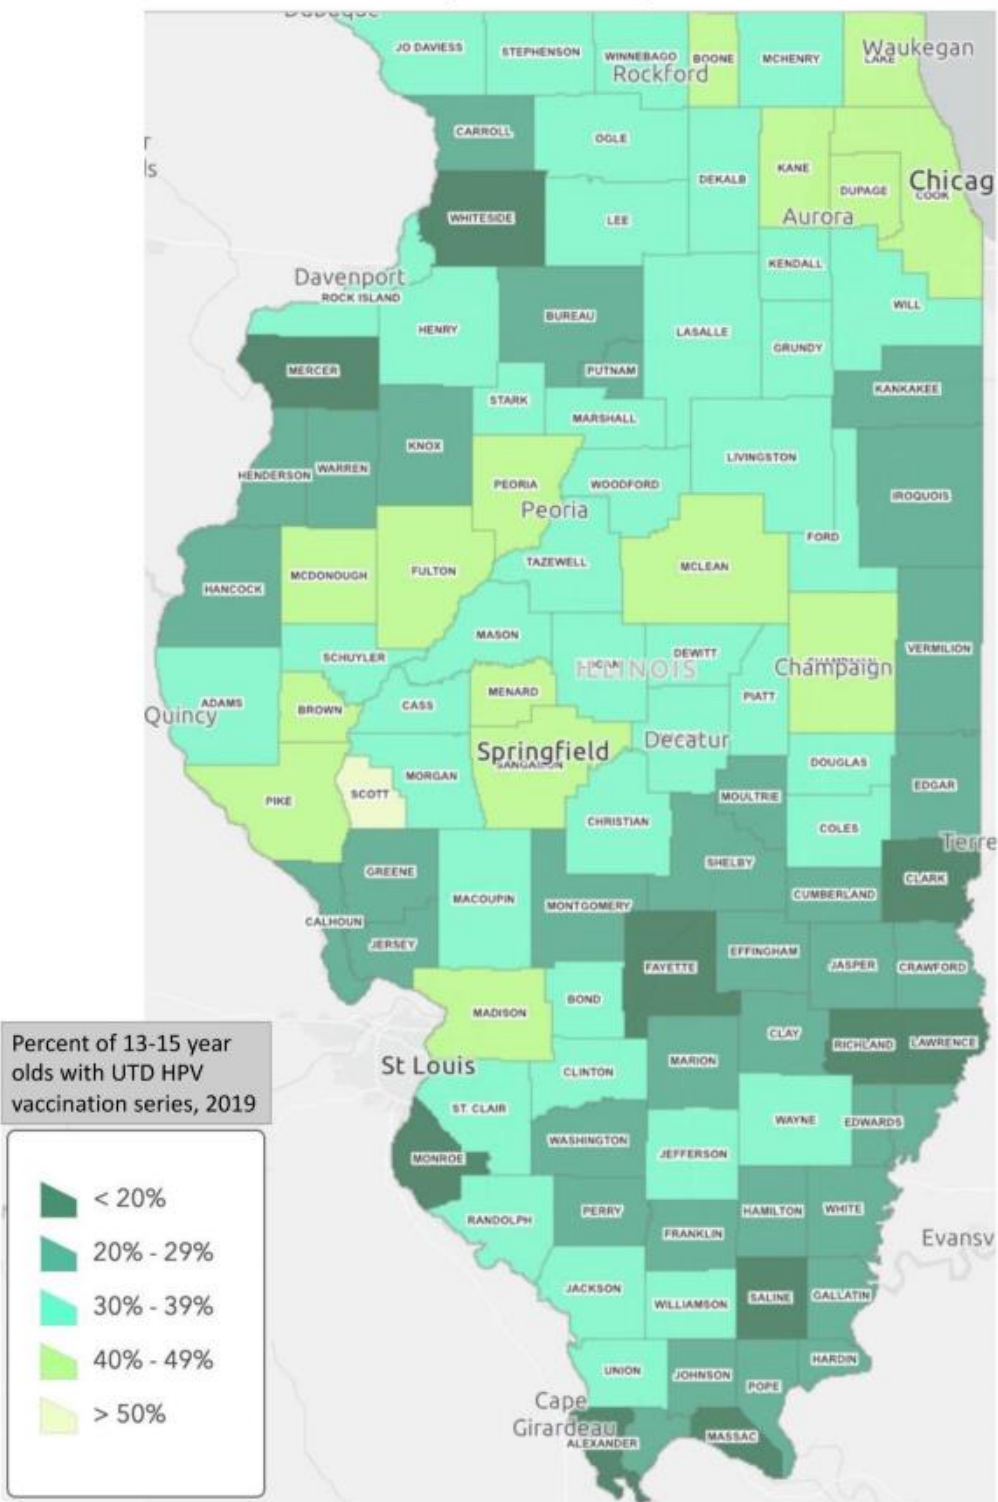 JO DAVIESS
STEPHENSON
WINNEBAGO
BOONE
MCHENRY
LAKE
Waukegan
Rockford
CARROLL
OGLE
DEKALB
KANE
DUPAGE
COOK
Chicag
WHITESIDE
LEE
Aurora
KENDALL
Davenport
ROCK ISLAND
HENRY
BUREAU
LASALLE
WILL
GRUNDY
MERCER
PUTNAM
KANKAKEE
STARK
MARSHALL
KNOX
HENDERSON
WARREN
PEORIA
WOODFORD
LIVINGSTON
IROQUOIS
Peoria
FORD
TAZEWELL
MCLEAN
HANCOCK
MCDONOUGH
FULTON
MASON
SCHUYLER
ILLINOIS
DEWITT
VERMILION
Champaign
PIATT
ADAMS
Quincy
BROWN
CASS
MENARD
Springfield
Decatur
DOUGLAS
PIKE
SCOTT
MORGAN
MOULTRIE
EDGAR
CHRISTIAN
COLES
Terre
GREENE
SHELBY
CLARK
MACOUPIN
MONTGOMERY
CUMBERLAND
CALHOUN
JERSEY
FAYETTE
EFFINGHAM
JASPER
CRAWFORD
MADISON
BOND
CLAY
RICHLAND
LAWRENCE
St Louis
CLINTON
MARION
ST. CLAIR
WAYNE
EDWARDS
MONROE
WASHINGTON
JEFFERSON
RANDOLPH
PERRY
FRANKLIN
HAMILTON
WHITE
Evansv
JACKSON
WILLIAMSON
SALINE
GALLATIN
UNION
JOHNSON
POPE
HARDIN
Cape
Girardeau
ALEXANDER
MASSAC
Percent of 13-15 year
olds with UTD HPV
vaccination series, 2019
< 20%
20% - 29%
30% - 39%
40% - 49%
> 50%